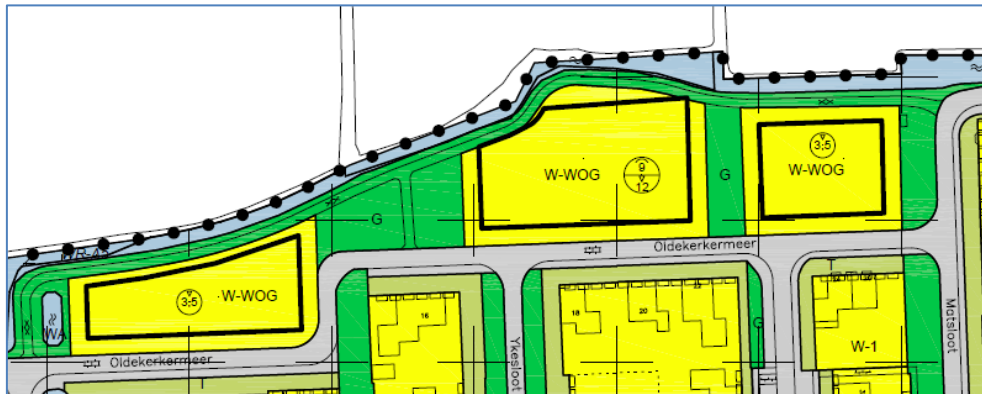 3:5
W-WOG
9
12
W-WOG
G
G
Oldekerkermeer
W-WOG
3:5
WA
16
18
20
G
T
W-1
Oldekerkermeer
Ykesloot
Matsloot
T